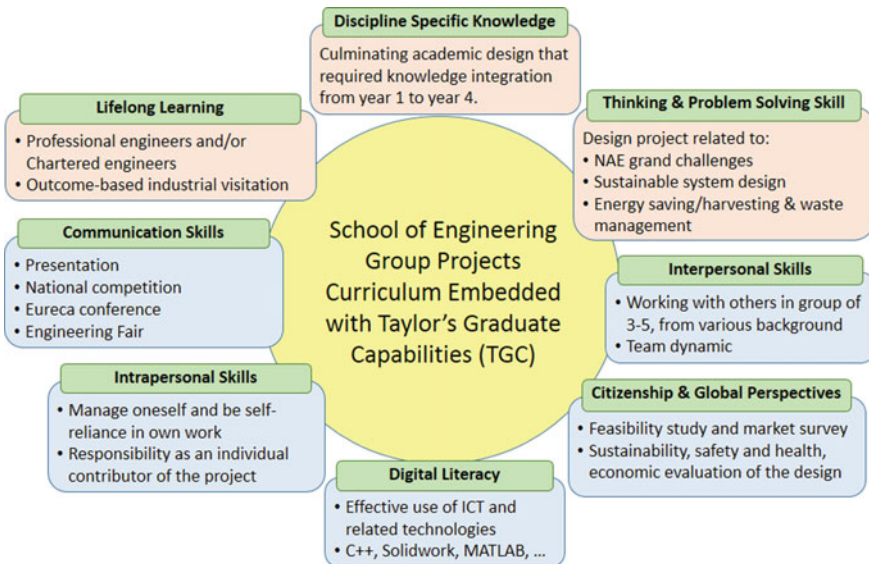 Discipline Specific Knowledge
Culminating academic design that
required knowledge integration
from year 1 to year 4.
Thinking & Problem Solving Skill
Design project related to:
• NAE grand challenges
• Sustainable system design
• Energy saving/harvesting & waste
management
Interpersonal Skills
• Working with others in group of
3-5, from various background
• Team dynamic
Citizenship & Global Perspectives
• Feasibility study and market survey
• Sustainability, safety and health,
economic evaluation of the design
Digital Literacy
• Effective use of ICT and
related technologies
• C++, Solidwork, MATLAB, ...
Intrapersonal Skills
• Manage oneself and be self-
reliance in own work
• Responsibility as an individual
contributor of the project
Communication Skills
• Presentation
• National competition
• Eureca conference
• Engineering Fair
Lifelong Learning
• Professional engineers and/or
Chartered engineers
• Outcome-based industrial visitation
School of Engineering
Group Projects
Curriculum Embedded
with Taylor's Graduate
Capabilities (TGC)